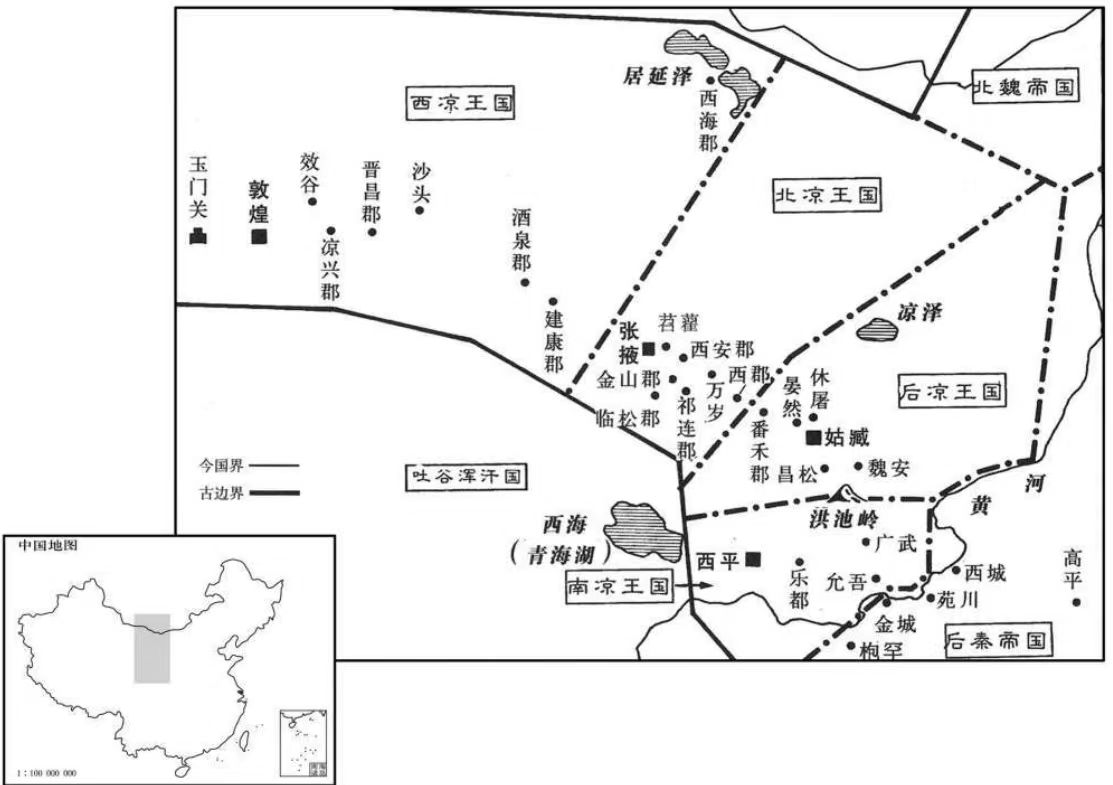 北魏帝国
居延泽
西凉王国
西海郡
玉门关
敦煌
效谷
晋昌郡
沙头
北凉王国
酒泉郡
凉兴郡
凉泽
建康郡
张掖
苕藋
西安郡
金山郡
万岁
西郡
晏然
休屠
后凉王国
临松郡
祁连郡
番禾郡
姑臧
今国界
古边界
吐谷浑汗国
昌松
魏安
黄河
西海
(青海湖)
洪池岭
广武
西平
乐都
允吾
西城
高平
南凉王国
苑川
金城
后秦帝国
枹罕
中国地图
1:100 000 000